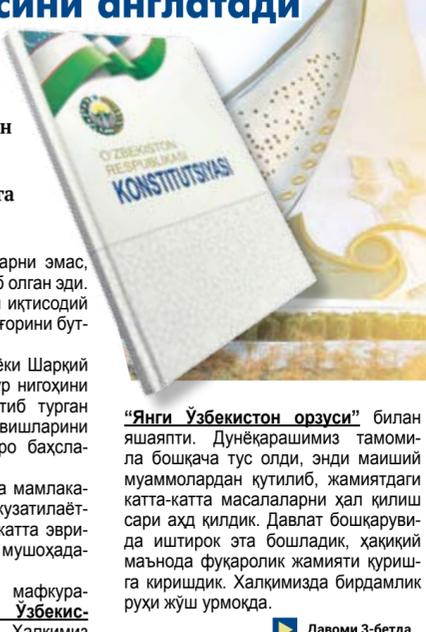 сини англатади
O'ZBEKISTON
RESPUBLIKASI
KONSTITUTSIYASI
арни эмас,
б олган эди.
иқтисодий
ғорини бут-
ёки Шарқий
ур нигоҳини
тиб турган
вишларини
ро баҳсла-
а мамлака-
кузатилаёт-
катта эври-
мушоҳада-
мафкура-
Ўзбекис-
Халқимиз
“Янги Ўзбекистон орзуси” билан
яшаяпти. Дунёқарашимиз тамоми-
ла бошқача тус олди, энди маиший
муаммолардан қутилиб, жамиятдаги
катта-катта масалаларни ҳал қилиш
сари аҳд қилдик. Давлат бошқаруви-
да иштирок эта бошладик, ҳақиқий
маънода фуқаролик жамияти қуриш-
га киришдик. Халқимизда бирдамлик
руҳи жўш урмоқда.
Давоми 3-бетда